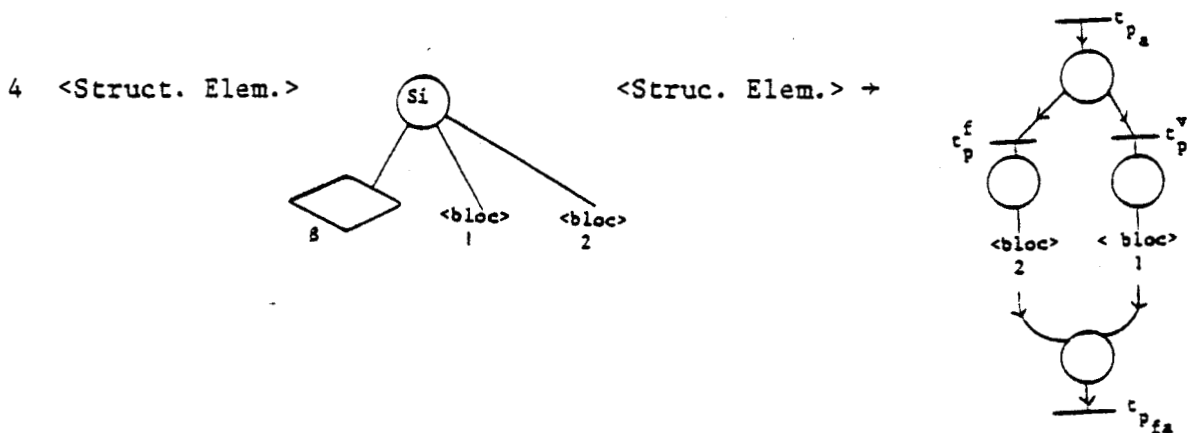 4 <Struct. Elem.>
Si
β
<bloc>
1
<bloc>
2
<Struc. Elem.> →
t_{p_a}
t_p^f
t_p^v
<bloc>
2
< bloc>
1
t_{p_{fa}}